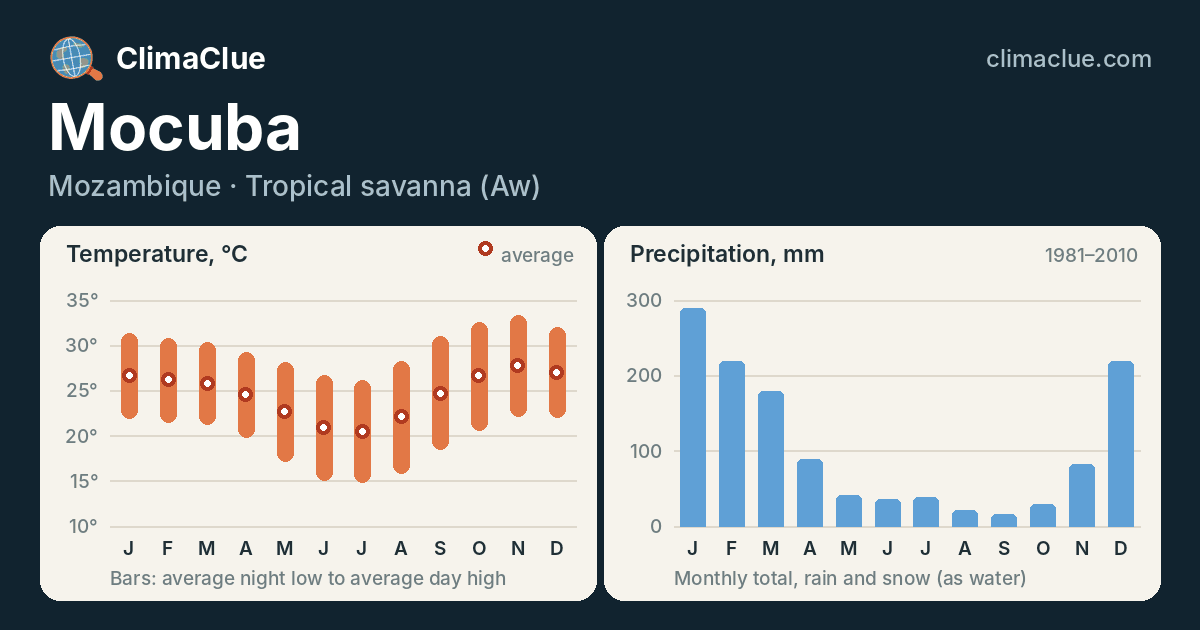 ClimaClue
climaclue.com
Mocuba
Mozambique · Tropical savanna (Aw)
Temperature, °C
average
35°
30°
25°
20°
15°
10°
J F M A M J J A S O N D
Bars: average night low to average day high
Precipitation, mm
1981–2010
300
200
100
0
J F M A M J J A S O N D
Monthly total, rain and snow (as water)